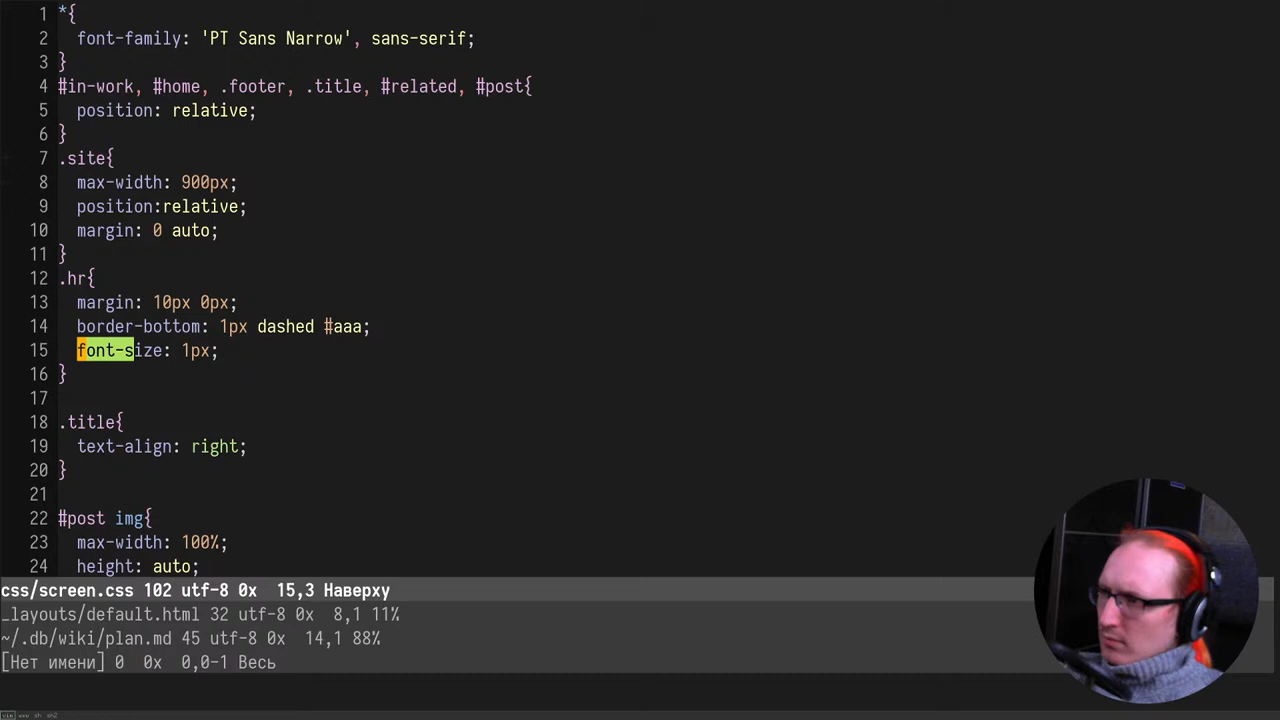 1 *{
2 font-family: 'PT Sans Narrow', sans-serif;
3 }
4 #in-work, #home, .footer, .title, #related, #post{
5 position: relative;
6 }
7 .site{
8 max-width: 900px;
9 position:relative;
10 margin: 0 auto;
11 }
12 .hr{
13 margin: 10px 0px;
14 border-bottom: 1px dashed #aaa;
15 font-size: 1px;
16 }
17
18 .title{
19 text-align: right;
20 }
21
22 #post img{
23 max-width: 100%;
24 height: auto;
css/screen.css 102 utf-8 0x 15,3 Наверху
_layouts/default.html 32 utf-8 0x 8,1 11%
~/.db/wiki/plan.md 45 utf-8 0x 14,1 88%
[Нет имени] 0 0x 0,0-1 Весь